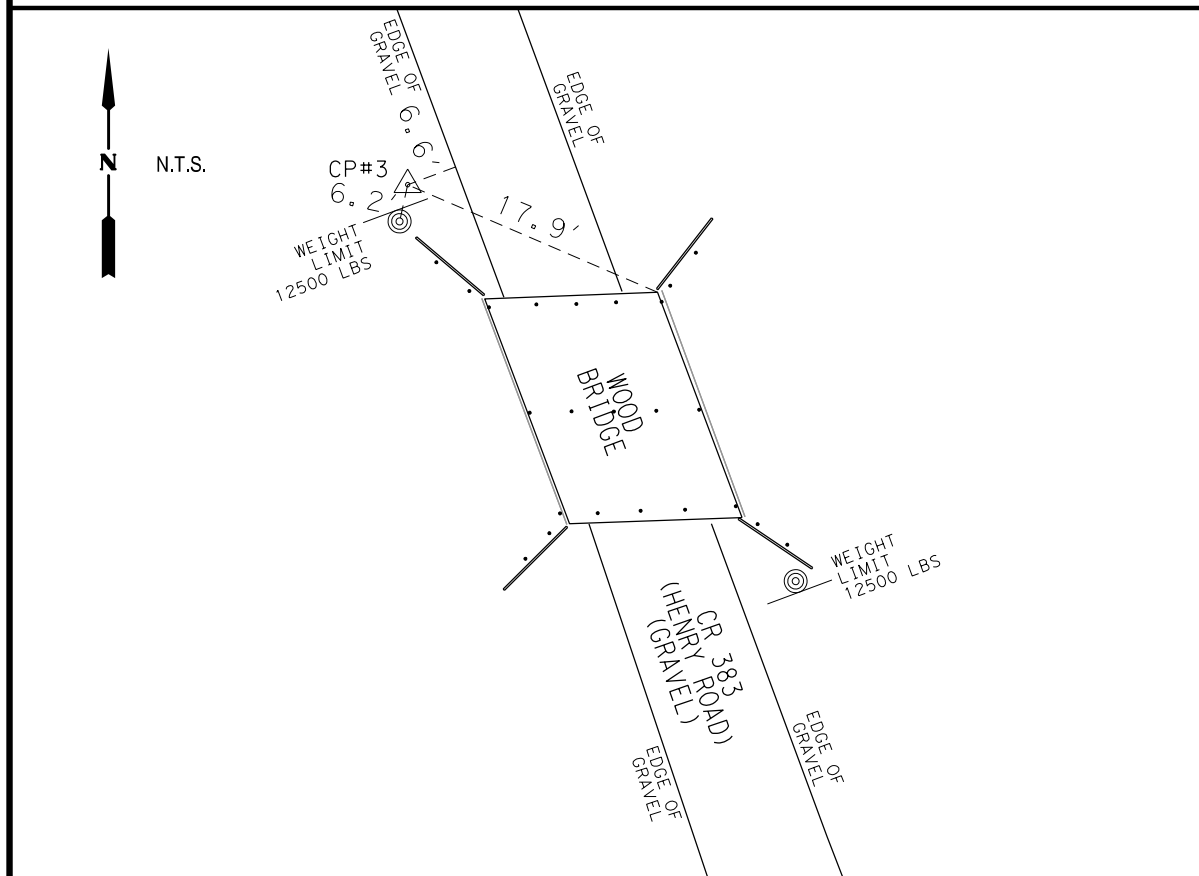 EDGE OF
GRAVEL
EDGE OF
GRAVEL
N
N.T.S.
6.6'
CP#3
6.2'
17.9'
WEIGHT
LIMIT
12500 LBS
WOOD
BRIDGE
WEIGHT
LIMIT
12500 LBS
CR 383
(HENRY ROAD)
(GRAVEL)
EDGE OF
GRAVEL
EDGE OF
GRAVEL